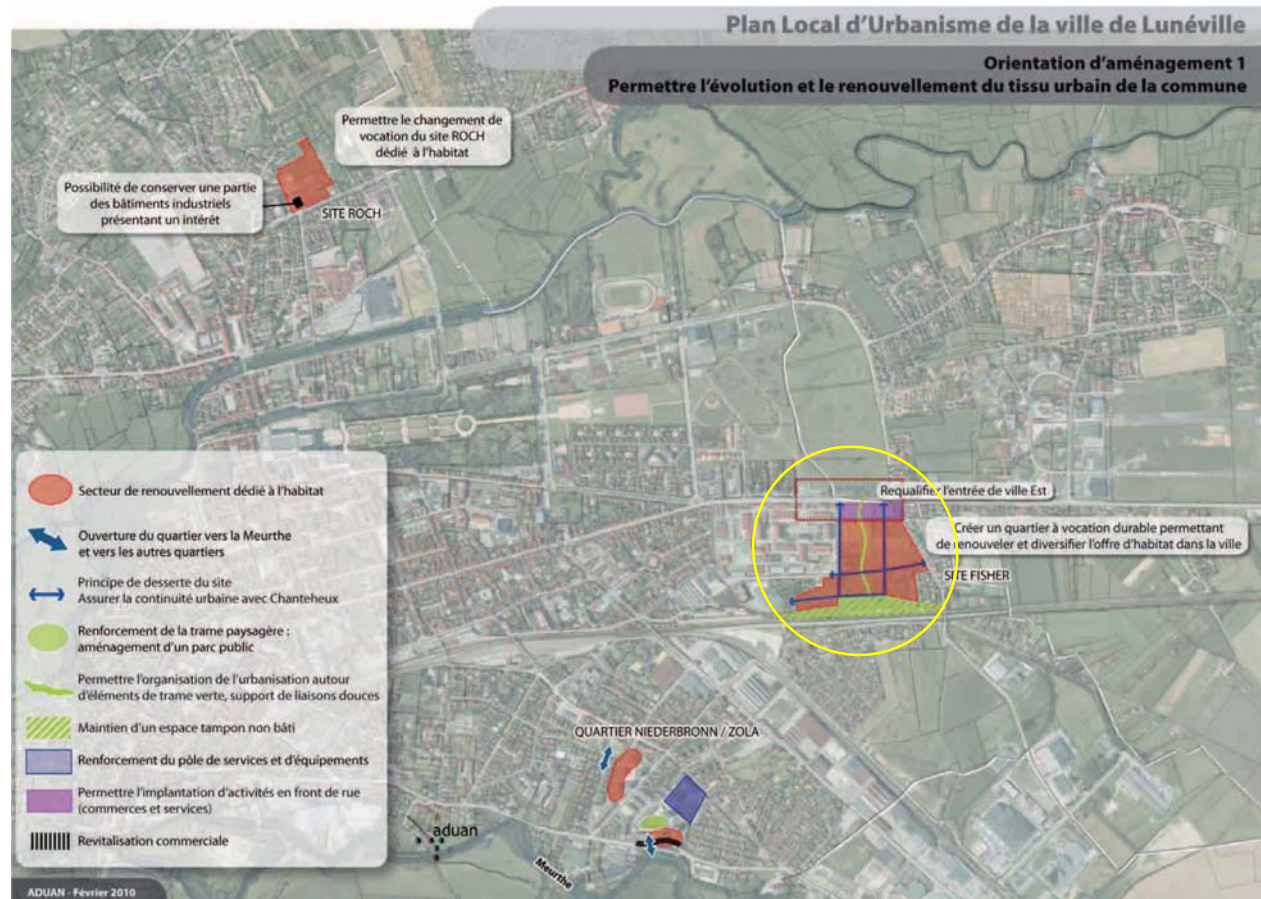 Plan Local d'Urbanisme de la ville de Lunéville
Orientation d'aménagement 1
Permettre l'évolution et le renouvellement du tissu urbain de la commune
Permettre le changement de
vocation du site ROCH
dédié à l'habitat
Possibilité de conserver une partie
des bâtiments industriels
présentant un intérêt
SITE ROCH
Requalifier l'entrée de ville Est
Créer un quartier à vocation durable permettant
de renouveler et diversifier l'offre d'habitat dans la ville
SITE FISHER
Secteur de renouvellement dédié à l'habitat
Ouverture du quartier vers la Meurthe
et vers les autres quartiers
Principe de desserte du site
Assurer la continuité urbaine avec Chanteheux
Renforcement de la trame paysagère :
aménagement d'un parc public
Permettre l'organisation de l'urbanisation autour
d'éléments de trame verte, support de liaisons douces
Maintien d'un espace tampon non bâti
Renforcement du pôle de services et d'équipements
Permettre l'implantation d'activités en front de rue
(commerces et services)
Revitalisation commerciale
QUARTIER NIEDERBRONN / ZOLA
aduan
Meurthe
ADUAN - Février 2010